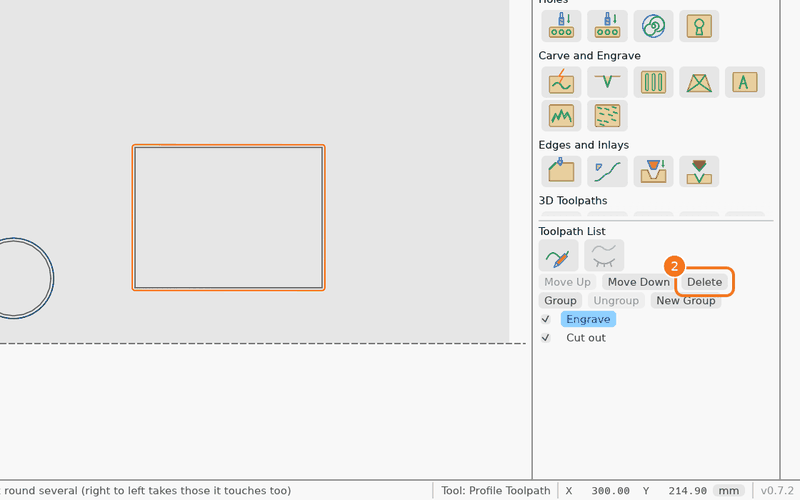 Holes
Carve and Engrave
A
Edges and Inlays
3D Toolpaths
Toolpath List
2
Move Up Move Down Delete
Group Ungroup New Group
Engrave
Cut out
round several (right to left takes those it touches too) Tool: Profile Toolpath X 300.00 Y 214.90 mm v0.7.2